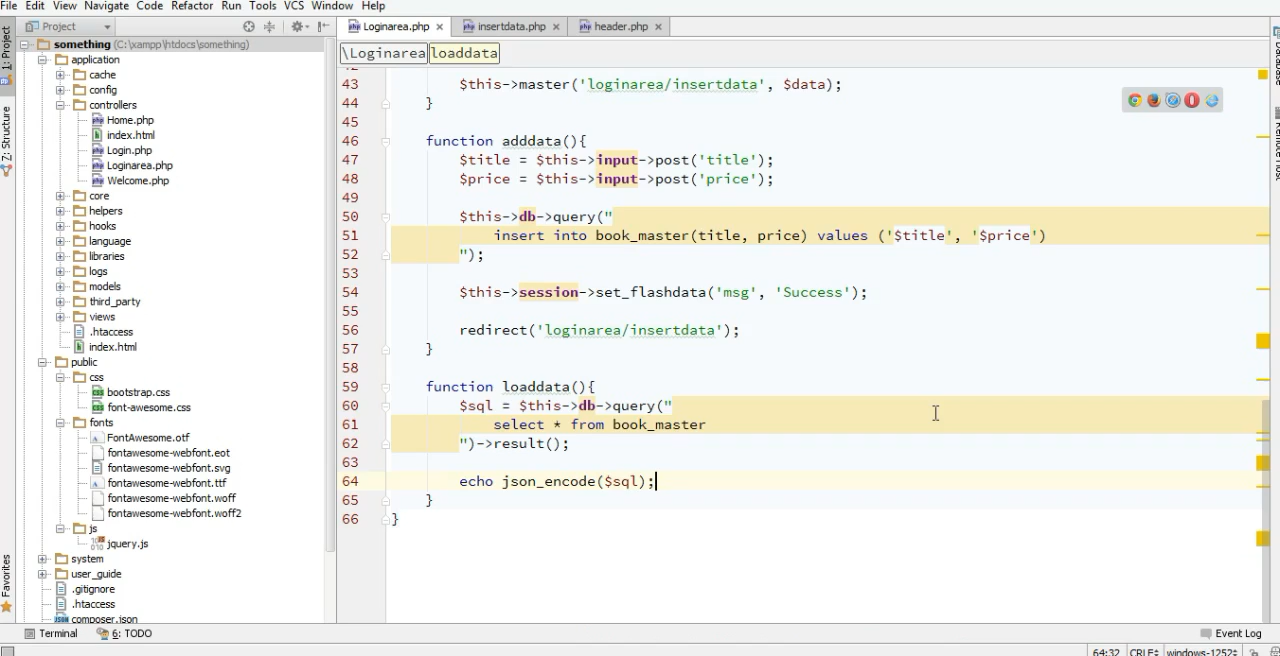 File Edit View Navigate Code Refactor Run Tools VCS Window Help
Project
Loginarea.php
insertdata.php
header.php
1: Project
Z: Structure
Favorites
something (C:\xampp\htdocs\something)
application
cache
config
controllers
Home.php
index.html
Login.php
Loginarea.php
Welcome.php
core
helpers
hooks
language
libraries
logs
models
third_party
views
.htaccess
index.html
public
css
bootstrap.css
font-awesome.css
fonts
FontAwesome.otf
fontawesome-webfont.eot
fontawesome-webfont.svg
fontawesome-webfont.ttf
fontawesome-webfont.woff
fontawesome-webfont.woff2
js
jquery.js
system
user_guide
.gitignore
.htaccess
composer.json
\Loginarea loaddata
43 $this->master('loginarea/insertdata', $data);
44 }
45
46 function adddata(){
47 $title = $this->input->post('title');
48 $price = $this->input->post('price');
49
50 $this->db->query("
51 insert into book_master(title, price) values ('$title', '$price')
52 ");
53
54 $this->session->set_flashdata('msg', 'Success');
55
56 redirect('loginarea/insertdata');
57 }
58
59 function loaddata(){
60 $sql = $this->db->query("
61 select * from book_master
62 ")->result();
63
64 echo json_encode($sql);
65 }
66 }
Terminal 6: TODO
Event Log
64:32 CRLF windows-1252